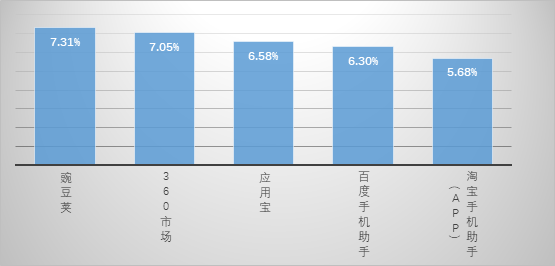 7.31%
7.05%
6.58%
6.30%
5.68%
豌豆荚
360市场
应用宝
百度手机助手
淘宝手机助手
(APP)